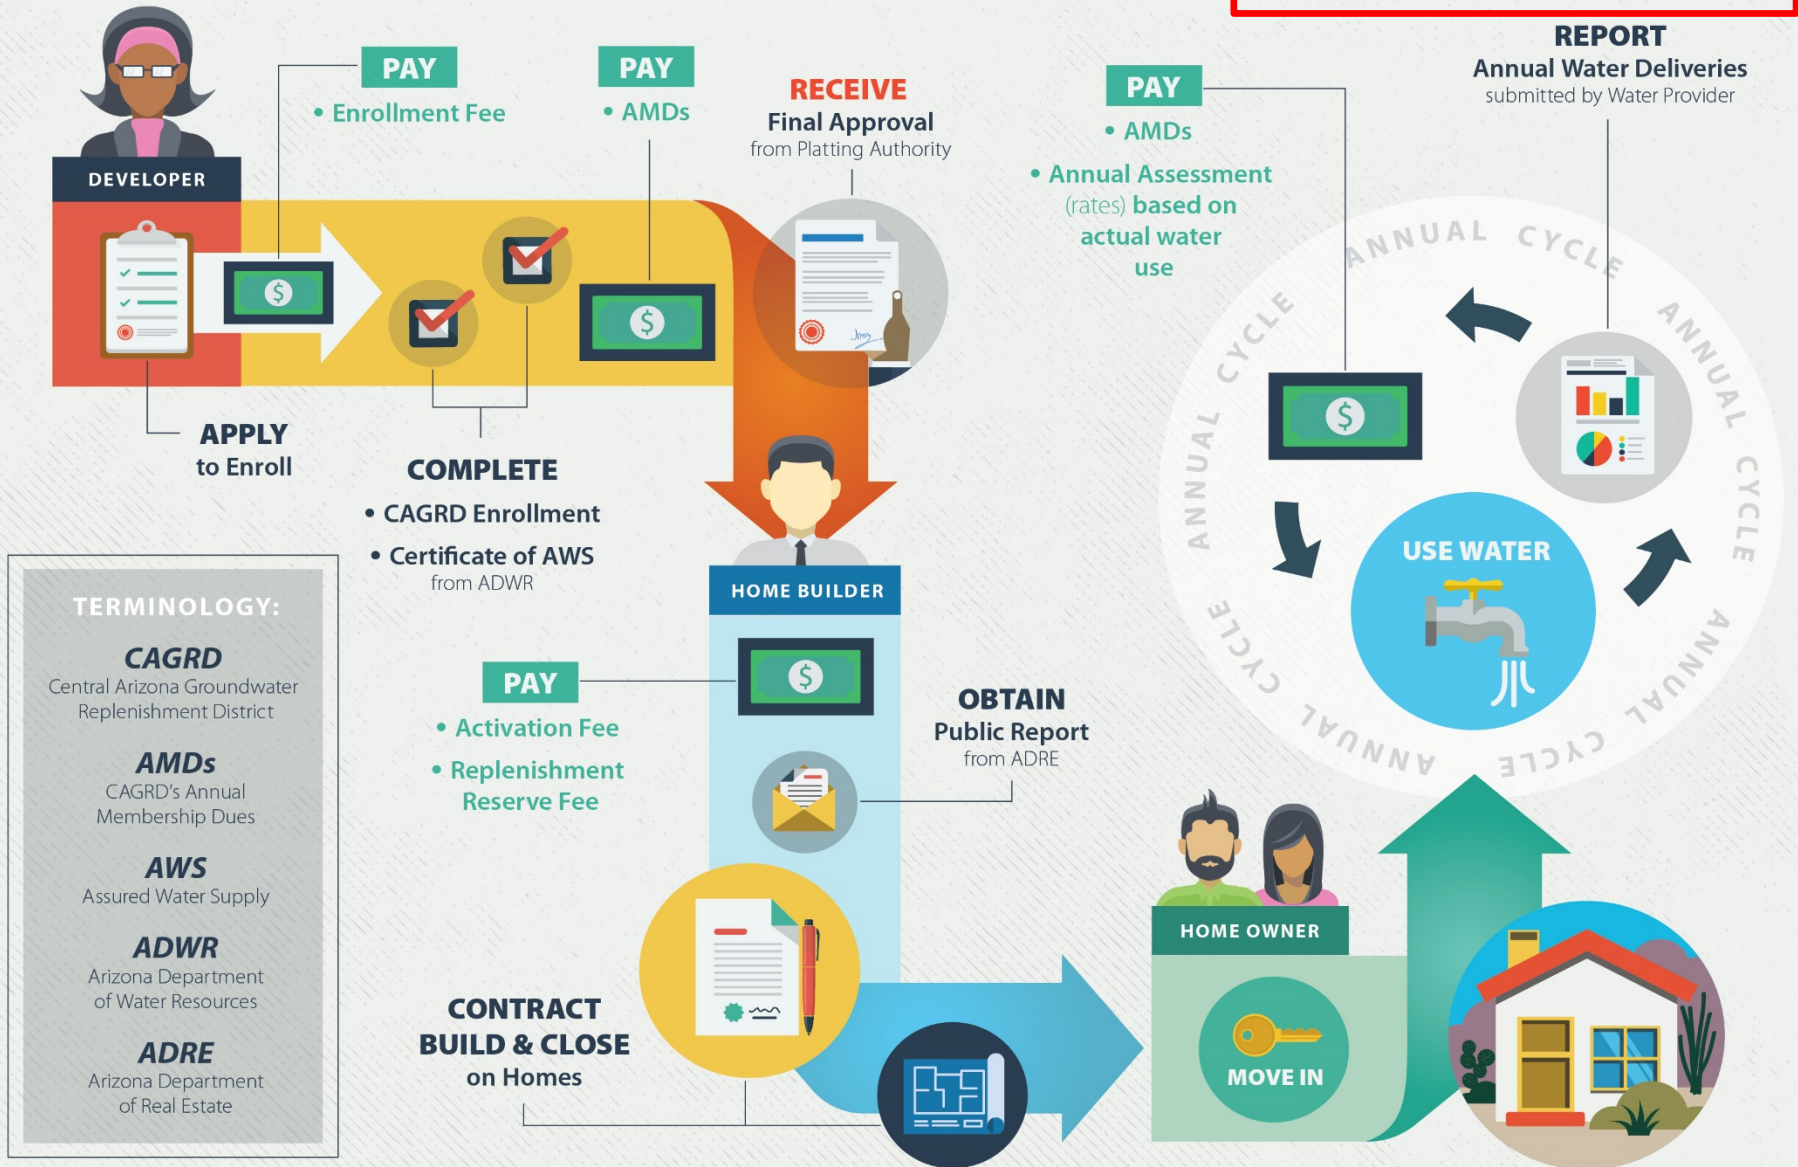 PAY
• Enrollment Fee
PAY
• AMDs
RECEIVE
Final Approval
from Platting Authority
DEVELOPER
APPLY
to Enroll
COMPLETE
• CAGRD Enrollment
• Certificate of AWS
from ADWR
HOME BUILDER
PAY
• Activation Fee
• Replenishment
Reserve Fee
OBTAIN
Public Report
from ADRE
CONTRACT
BUILD & CLOSE
on Homes
HOME OWNER
MOVE IN
PAY
• AMDs
• Annual Assessment
(rates) based on
actual water
use
REPORT
Annual Water Deliveries
submitted by Water Provider
ANNUAL CYCLE
ANNUAL CYCLE
ANNUAL CYCLE
ANNUAL CYCLE
ANNUAL CYCLE
ANNUAL CYCLE
$
$
$
$
USE WATER
TERMINOLOGY:
CAGRD
Central Arizona Groundwater
Replenishment District
AMDs
CAGRD's Annual
Membership Dues
AWS
Assured Water Supply
ADWR
Arizona Department
of Water Resources
ADRE
Arizona Department
of Real Estate